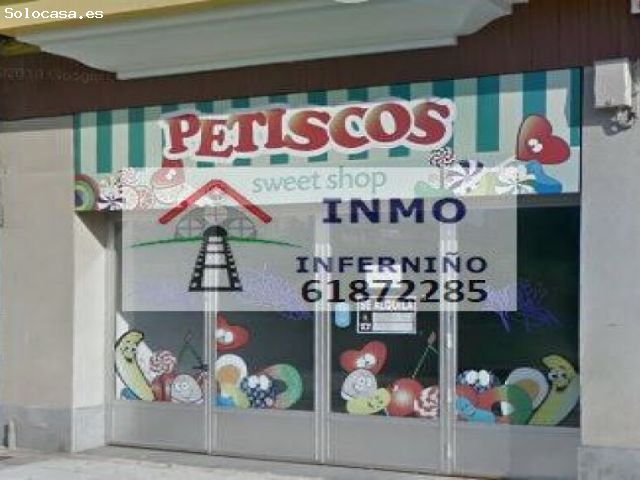 Solocasa.es
PETISCOS
sweet shop
INMO
INFERNIÑO
61872285
SE ALQUILA